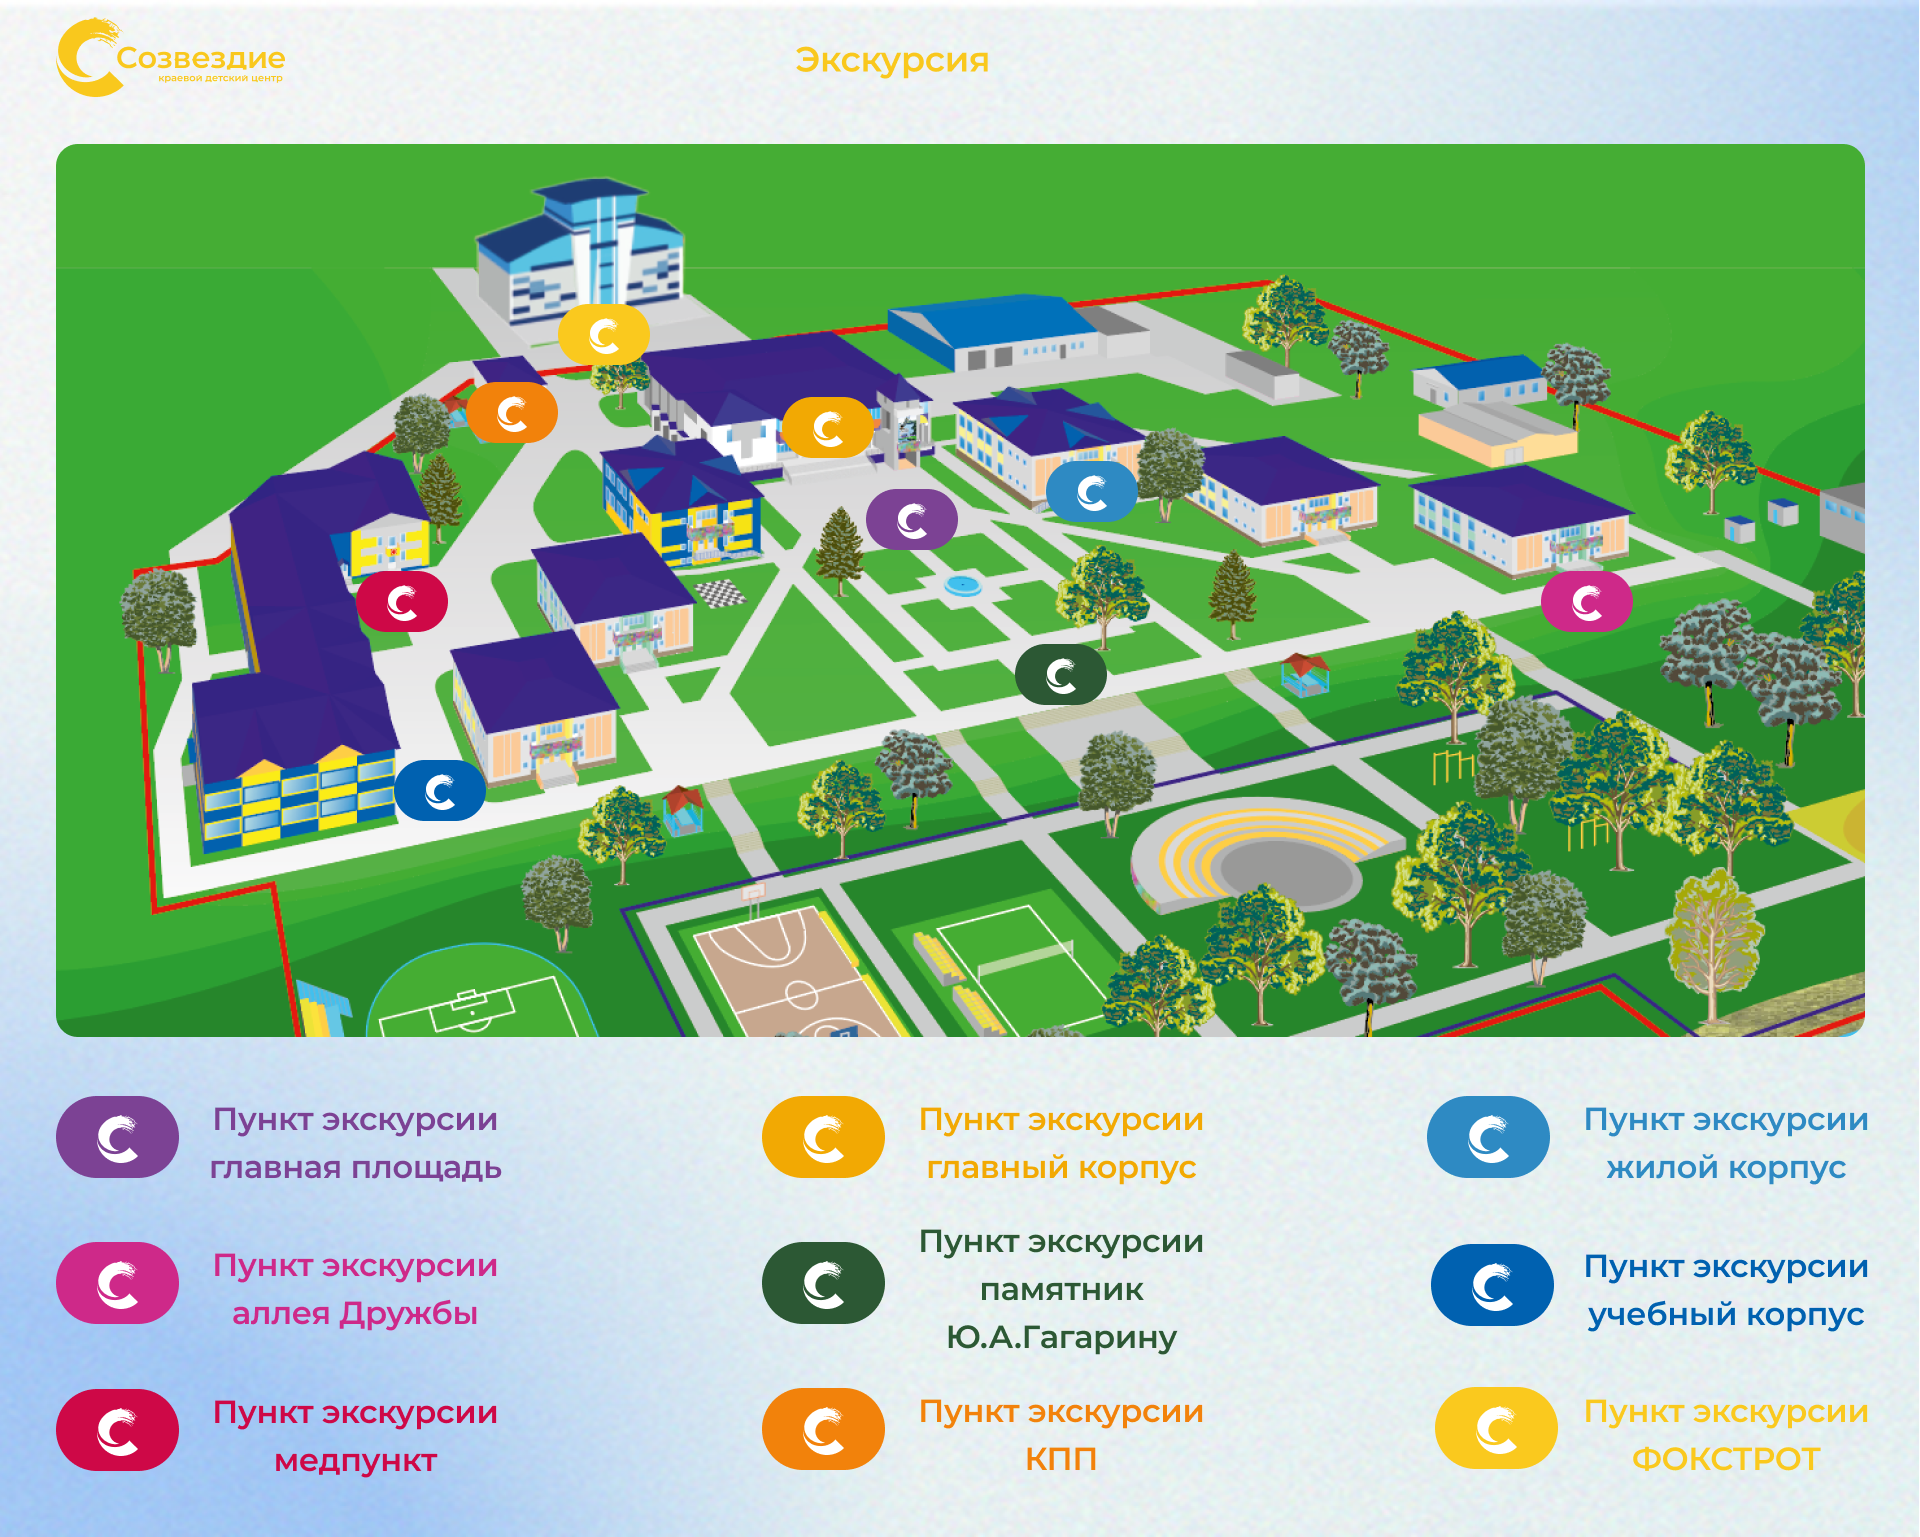 Созвездие
краевой детский центр
Экскурсия
Пункт экскурсии
главная площадь
Пункт экскурсии
главный корпус
Пункт экскурсии
жилой корпус
Пункт экскурсии
аллея Дружбы
Пункт экскурсии
памятник
Ю.А.Гагарину
Пункт экскурсии
учебный корпус
Пункт экскурсии
медпункт
Пункт экскурсии
КПП
Пункт экскурсии
ФОКСТРОТ